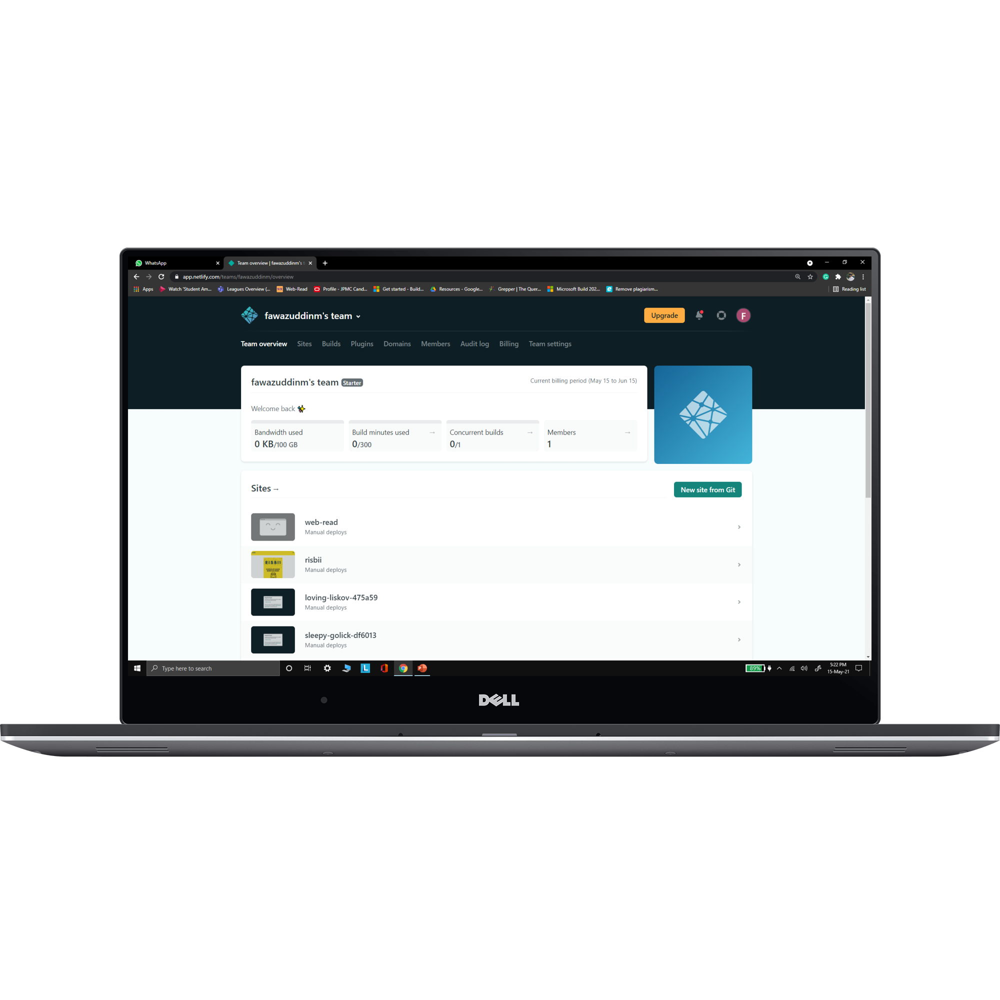 WhatsApp
Team overview | fawazuddinm's t
app.netlify.com/teams/fawazuddinm/overview
Apps Watch 'Student Am... Leagues Overview (... WR Web-Read Profile - JPMC Cand... Get started - Build... Resources - Google... Grepper | The Quer... Microsoft Build 202... Remove plagiarism... Reading list
fawazuddinm's team
Upgrade
F
Team overview Sites Builds Plugins Domains Members Audit log Billing Team settings
fawazuddinm's team Starter
Current billing period (May 15 to Jun 15)
Welcome back
Bandwidth used
0 KB/100 GB
Build minutes used →
0/300
Concurrent builds →
0/1
Members →
1
Sites →
New site from Git
web-read
Manual deploys
RISBII
risbii
Manual deploys
loving-liskov-475a59
Manual deploys
sleepy-golick-df6013
Manual deploys
Type here to search
L
89%
5:22 PM
15-May-21
DELL